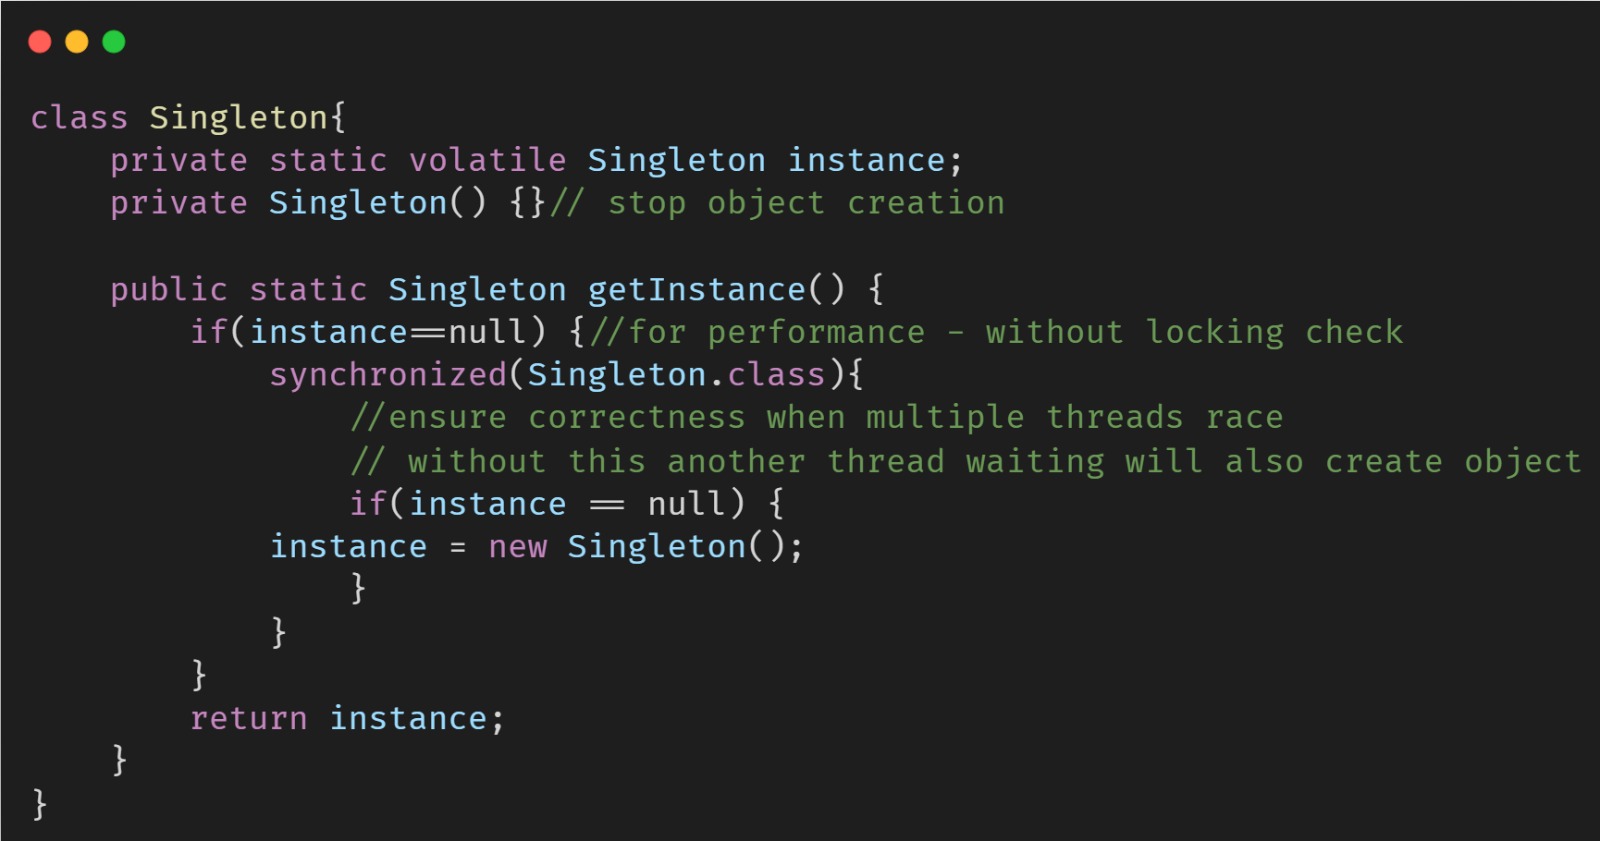 class Singleton{
    private static volatile Singleton instance;
    private Singleton() {}// stop object creation

    public static Singleton getInstance() {
        if(instance==null) {//for performance - without locking check
            synchronized(Singleton.class){
                //ensure correctness when multiple threads race
                // without this another thread waiting will also create object
                if(instance == null) {
            instance = new Singleton();
                }
            }
        }
        return instance;
    }
}